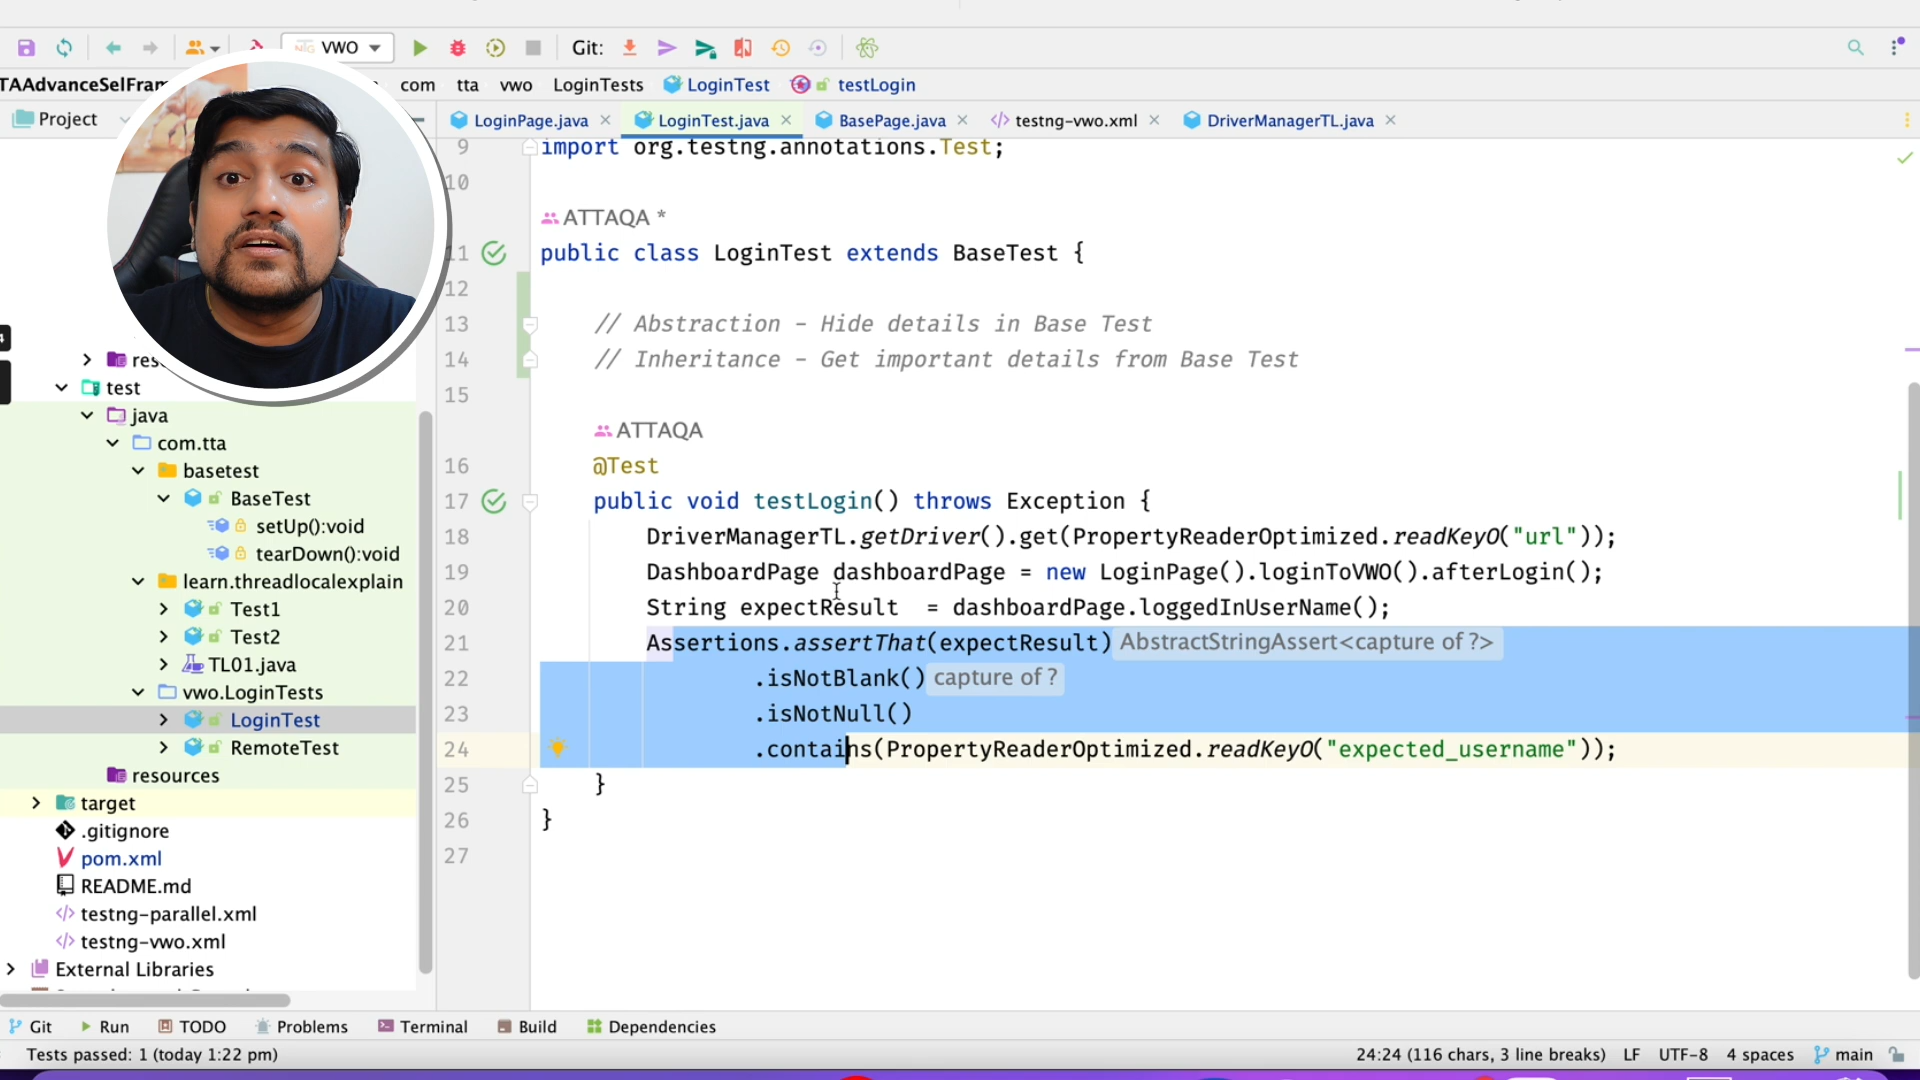 VWO
Git:
TAAdvanceSelFram
com
tta
vwo
LoginTests
LoginTest
testLogin
Project
LoginPage.java
LoginTest.java
BasePage.java
testng-vwo.xml
DriverManagerTL.java
res
test
java
com.tta
basetest
BaseTest
setUp():void
tearDown():void
learn.threadlocalexplain
Test1
Test2
TL01.java
vwo.LoginTests
LoginTest
RemoteTest
resources
target
.gitignore
pom.xml
README.md
testng-parallel.xml
testng-vwo.xml
External Libraries
9 import org.testng.annotations.Test;
10
ATTAQA *
11 public class LoginTest extends BaseTest {
12
13 // Abstraction - Hide details in Base Test
14 // Inheritance - Get important details from Base Test
15
ATTAQA
16 @Test
17 public void testLogin() throws Exception {
18 DriverManagerTL.getDriver().get(PropertyReaderOptimized.readKeyO("url"));
19 DashboardPage dashboardPage = new LoginPage().loginToVWO().afterLogin();
20 String expectResult = dashboardPage.loggedInUserName();
21 Assertions.assertThat(expectResult) AbstractStringAssert<capture of ?>
22 .isNotBlank() capture of ?
23 .isNotNull()
24 .contains(PropertyReaderOptimized.readKeyO("expected_username"));
25 }
26 }
27
Git
Run
TODO
Problems
Terminal
Build
Dependencies
Tests passed: 1 (today 1:22 pm)
24:24 (116 chars, 3 line breaks)
LF
UTF-8
4 spaces
main